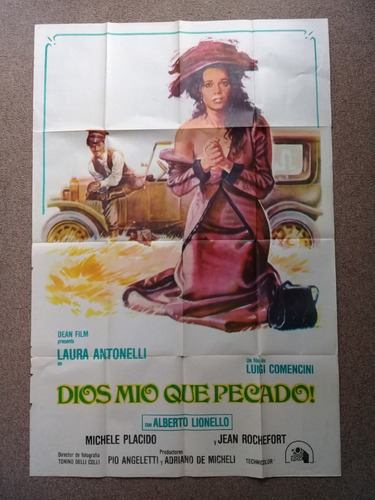 DEAN FILM
presenta
LAURA ANTONELLI
en
Un film de
LUIGI COMENCINI
DIOS MIO QUE PECADO!
con ALBERTO LIONELLO
MICHELE PLACIDO y JEAN ROCHEFORT
Director de fotografia
TONINO DELLI COLLI
Productores
PIO ANGELETTI y ADRIANO DE MICHELI
TECHNICOLOR